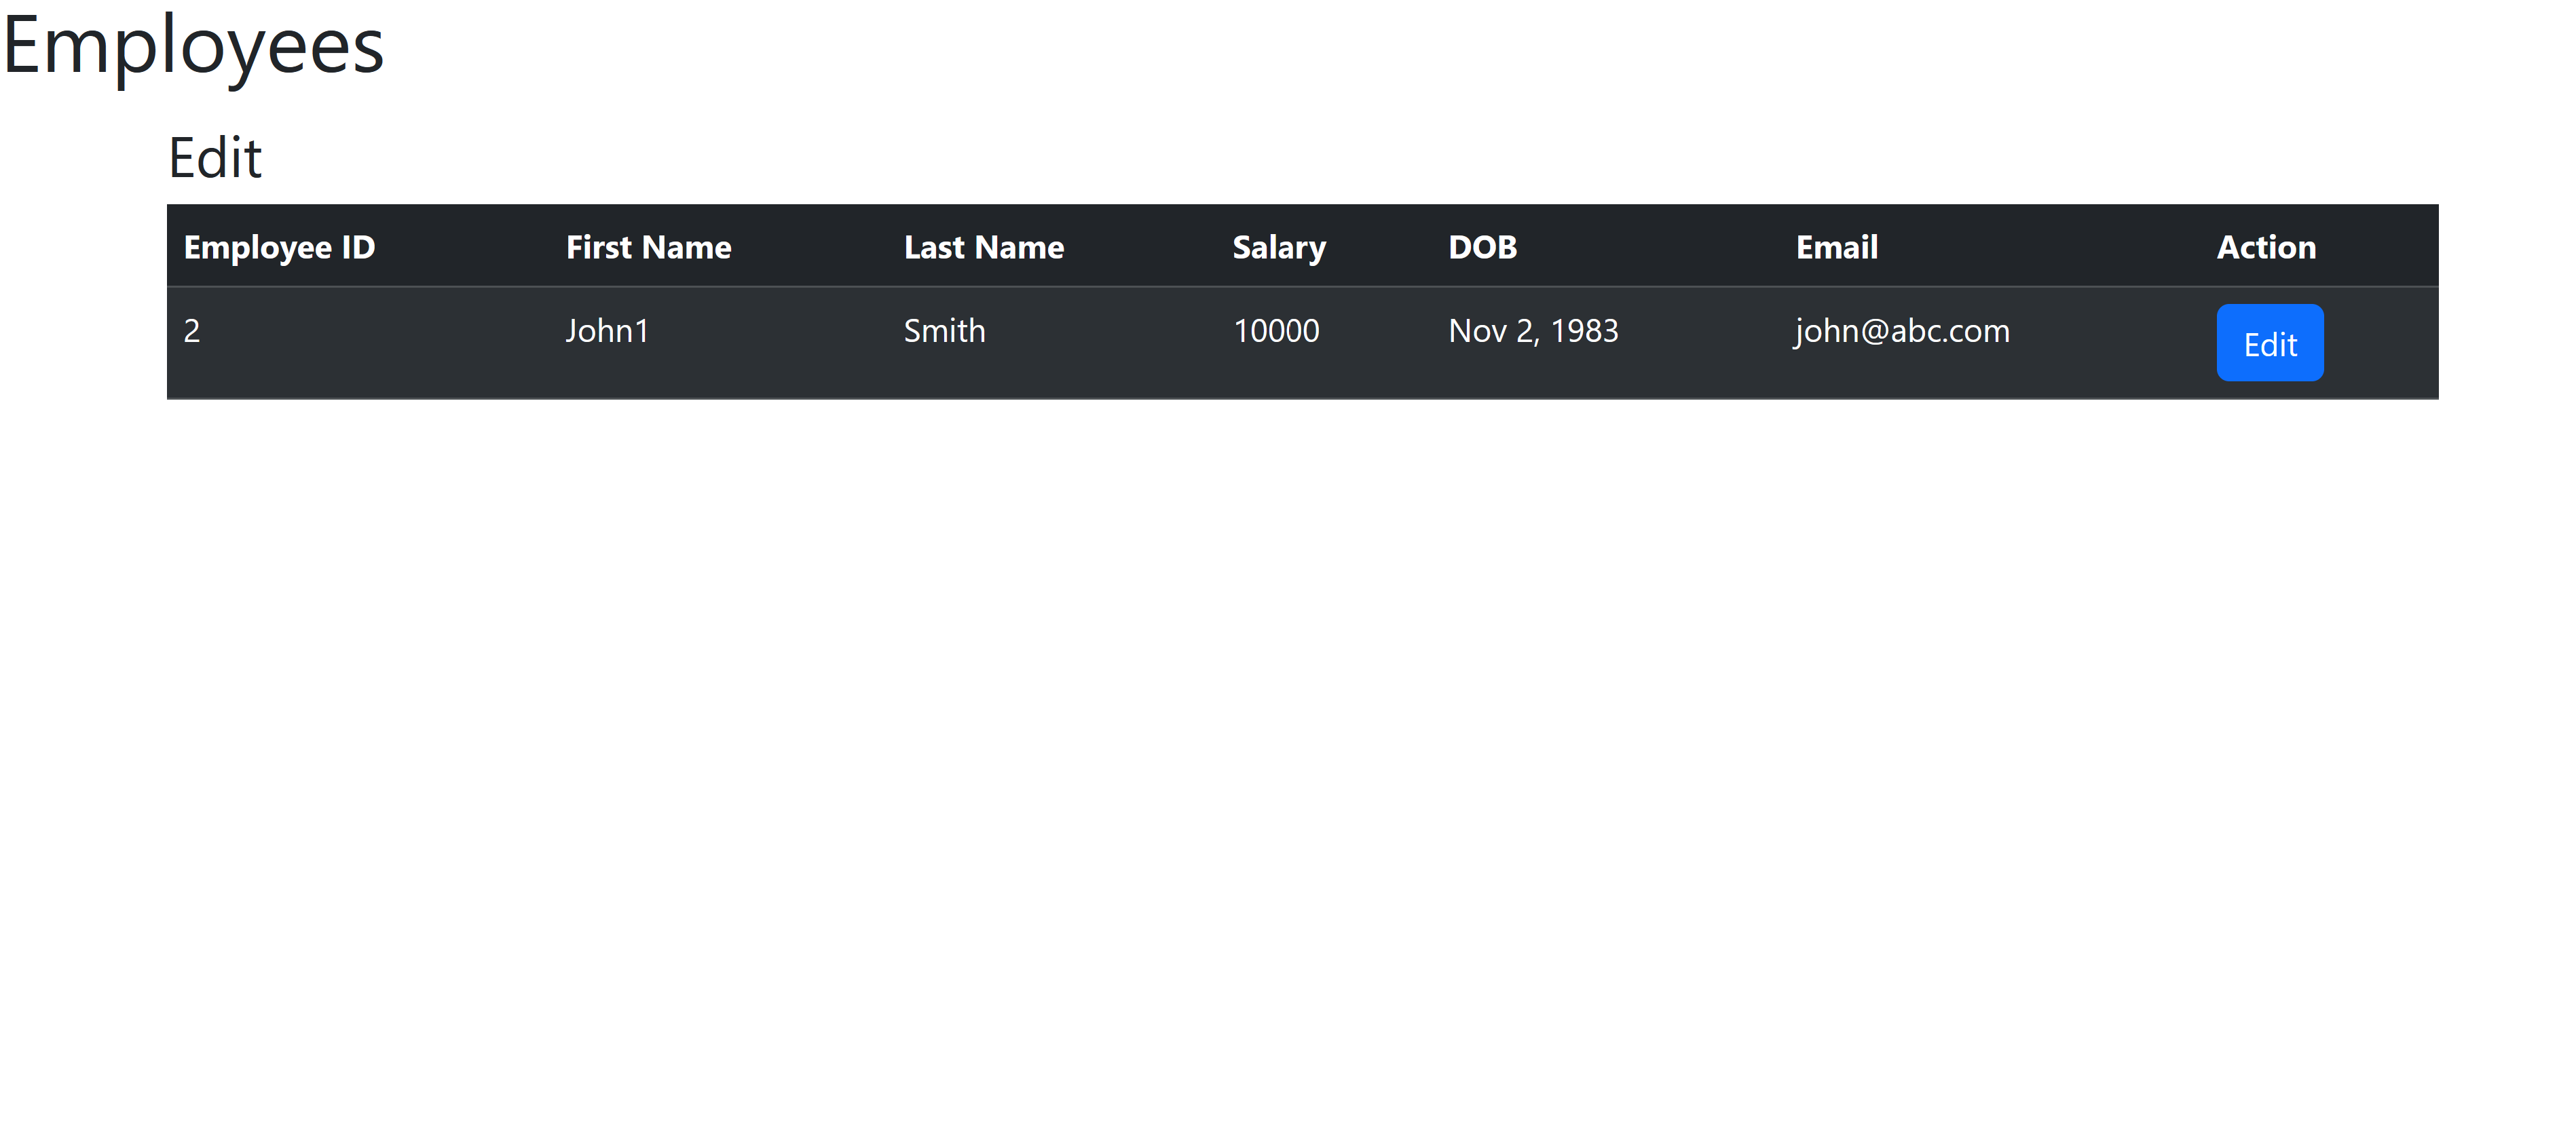 Employees
Edit
Employee ID First Name Last Name Salary DOB Email Action
2 John1 Smith 10000 Nov 2, 1983 john@abc.com Edit